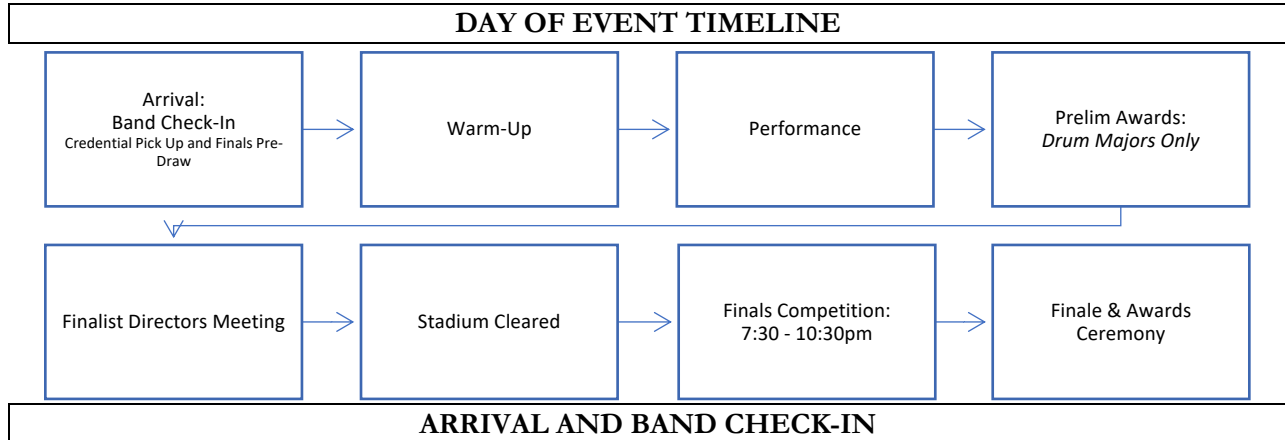 DAY OF EVENT TIMELINE
Arrival:
Band Check-In
Credential Pick Up and Finals Pre-
Draw
Warm-Up
Performance
Prelim Awards:
Drum Majors Only
Finalist Directors Meeting
Stadium Cleared
Finals Competition:
7:30 - 10:30pm
Finale & Awards
Ceremony
ARRIVAL AND BAND CHECK-IN